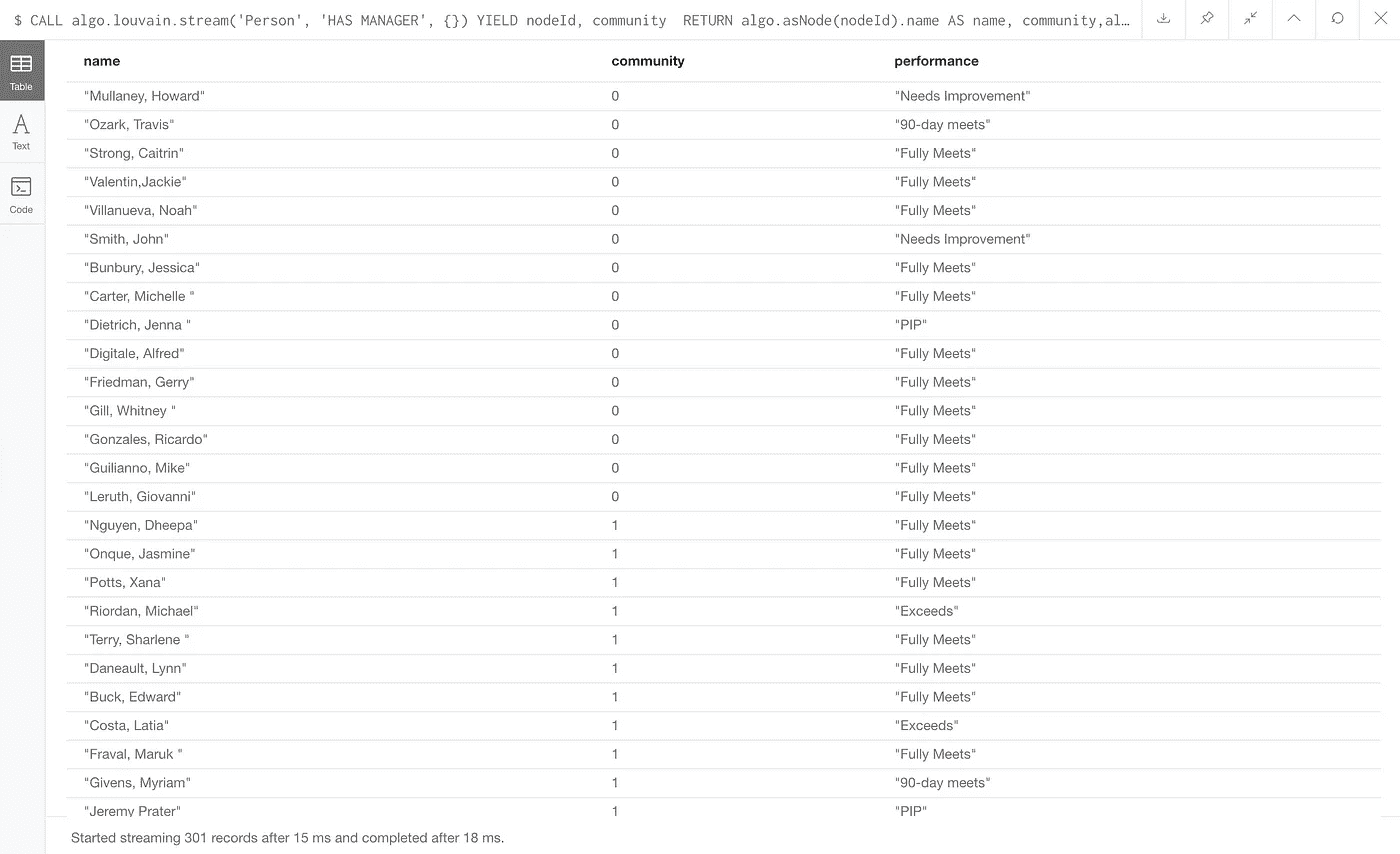 $ CALL algo.louvain.stream('Person', 'HAS MANAGER', {}) YIELD nodeId, community  RETURN algo.asNode(nodeId).name AS name, community,al…
Table
Text
Code
name community performance
"Mullaney, Howard" 0 "Needs Improvement"
"Ozark, Travis" 0 "90-day meets"
"Strong, Caitrin" 0 "Fully Meets"
"Valentin,Jackie" 0 "Fully Meets"
"Villanueva, Noah" 0 "Fully Meets"
"Smith, John" 0 "Needs Improvement"
"Bunbury, Jessica" 0 "Fully Meets"
"Carter, Michelle " 0 "Fully Meets"
"Dietrich, Jenna " 0 "PIP"
"Digitale, Alfred" 0 "Fully Meets"
"Friedman, Gerry" 0 "Fully Meets"
"Gill, Whitney " 0 "Fully Meets"
"Gonzales, Ricardo" 0 "Fully Meets"
"Guilianno, Mike" 0 "Fully Meets"
"Leruth, Giovanni" 0 "Fully Meets"
"Nguyen, Dheepa" 1 "Fully Meets"
"Onque, Jasmine" 1 "Fully Meets"
"Potts, Xana" 1 "Fully Meets"
"Riordan, Michael" 1 "Exceeds"
"Terry, Sharlene " 1 "Fully Meets"
"Daneault, Lynn" 1 "Fully Meets"
"Buck, Edward" 1 "Fully Meets"
"Costa, Latia" 1 "Exceeds"
"Fraval, Maruk " 1 "Fully Meets"
"Givens, Myriam" 1 "90-day meets"
"Jeremy Prater" 1 "PIP"
Started streaming 301 records after 15 ms and completed after 18 ms.